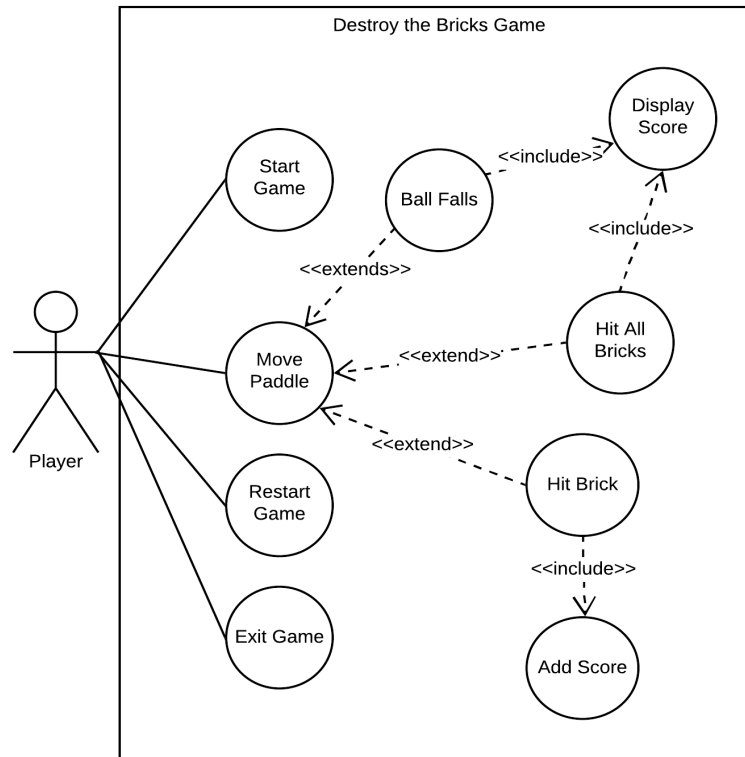 Destroy the Bricks Game
Display
Score
<<include>>
Start
Game
Ball Falls
<<include>>
<<extends>>
Hit All
Bricks
<<extend>>
Move
Paddle
<<extend>>
Player
Hit Brick
Restart
Game
<<include>>
Exit Game
Add Score